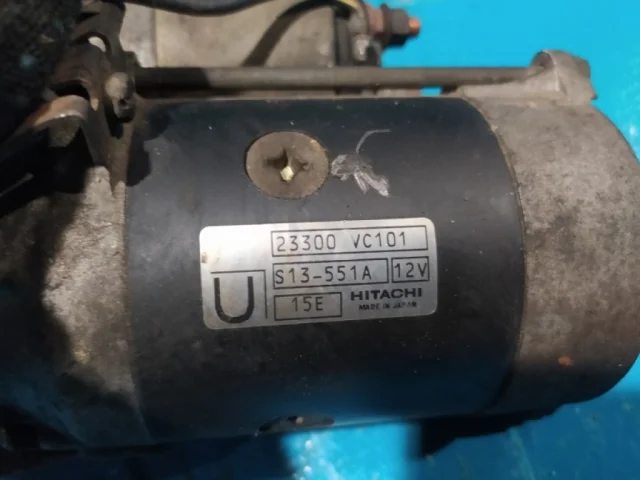 23300 VC101
S13-551A 12V
U 15E HITACHI
MADE IN JAPAN